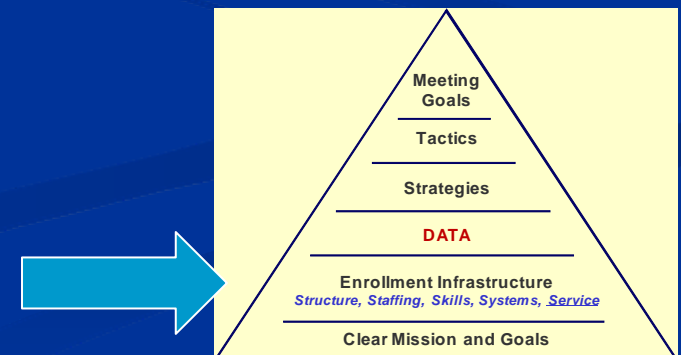 Meeting
Goals
Tactics
Strategies
DATA
Enrollment Infrastructure
Structure, Staffing, Skills, Systems, Service
Clear Mission and Goals